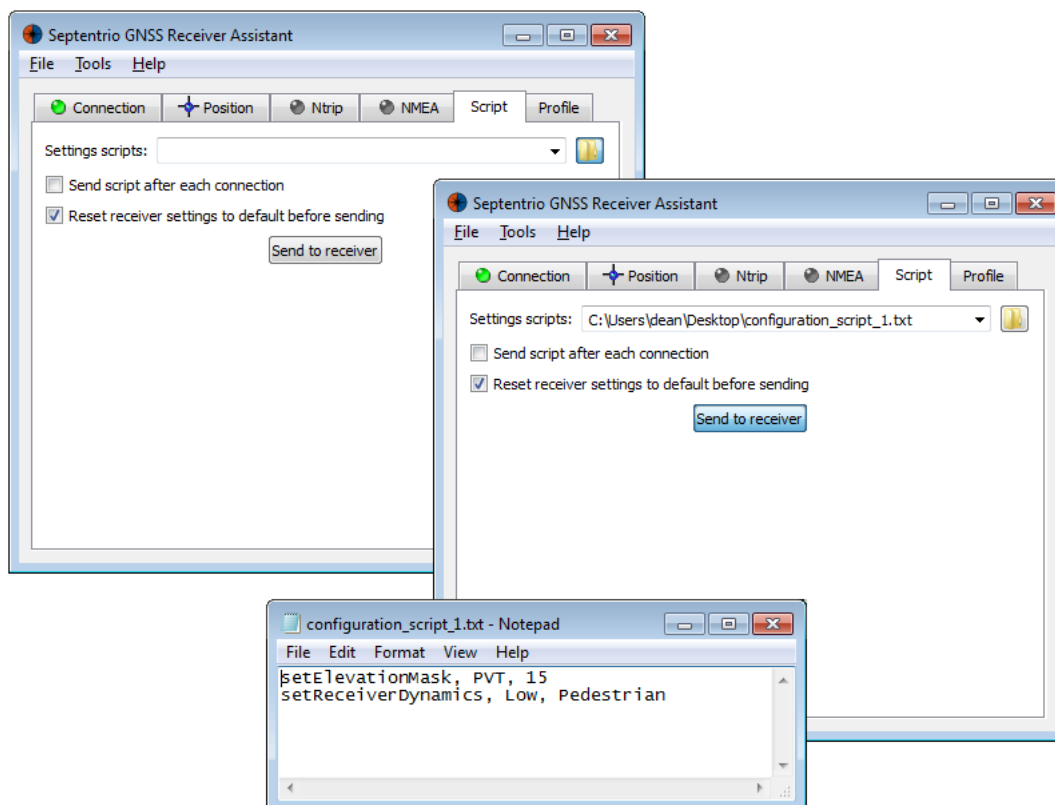 Septentrio GNSS Receiver Assistant
File Tools Help
Connection Position Ntrip NMEA Script Profile
Settings scripts:
Send script after each connection
Reset receiver settings to default before sending
Send to receiver
Septentrio GNSS Receiver Assistant
File Tools Help
Connection Position Ntrip NMEA Script Profile
Settings scripts: C:\Users\dean\Desktop\configuration_script_1.txt
Send script after each connection
Reset receiver settings to default before sending
Send to receiver
configuration_script_1.txt - Notepad
File Edit Format View Help
setElevationMask, PVT, 15
setReceiverDynamics, Low, Pedestrian